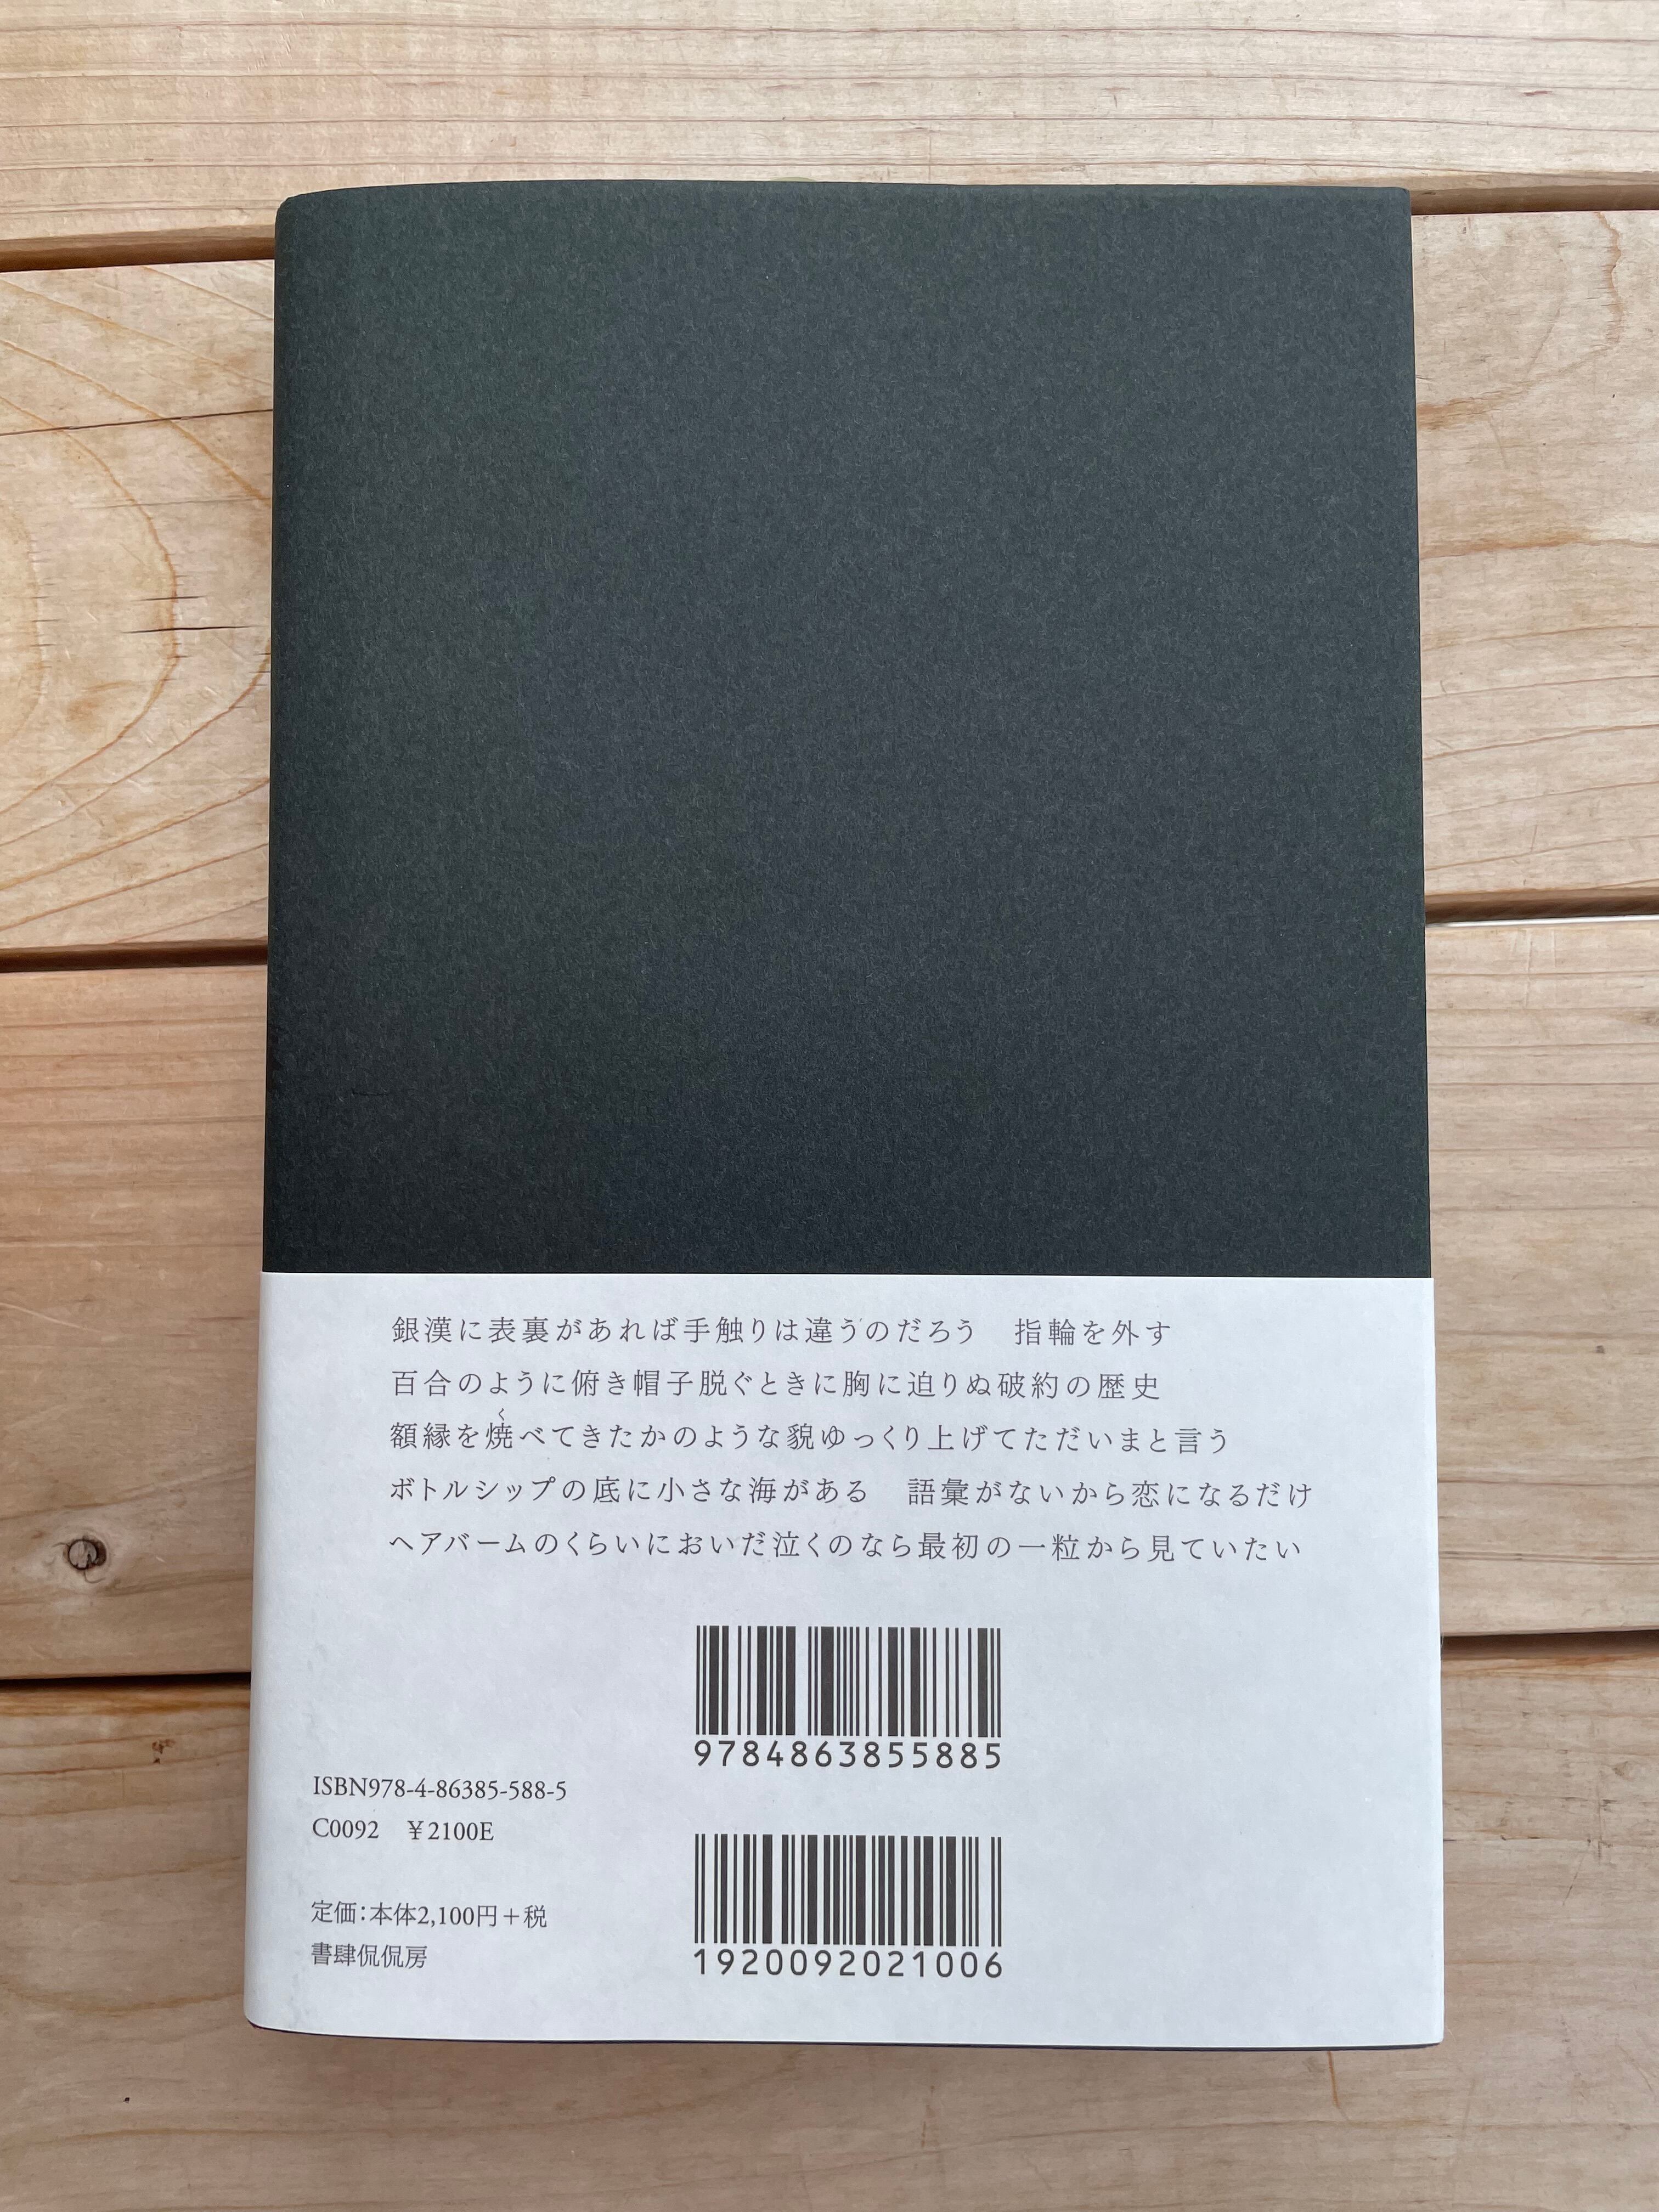 銀漢に表裏があれば手触りは違うのだろう　指輪を外す
百合のように俯き帽子脱ぐときに胸に迫りぬ破約の歴史
額縁を焼べてきたかのような貌ゆっくり上げてただいまと言う
く
ボトルシップの底に小さな海がある　語彙がないから恋になるだけ
ヘアバームのくらいにおいだ泣くのなら最初の一粒から見ていたい
9784863855885
ISBN978-4-86385-588-5
C0092　¥2100E
1920092021006
定価：本体2,100円＋税
書肆侃侃房